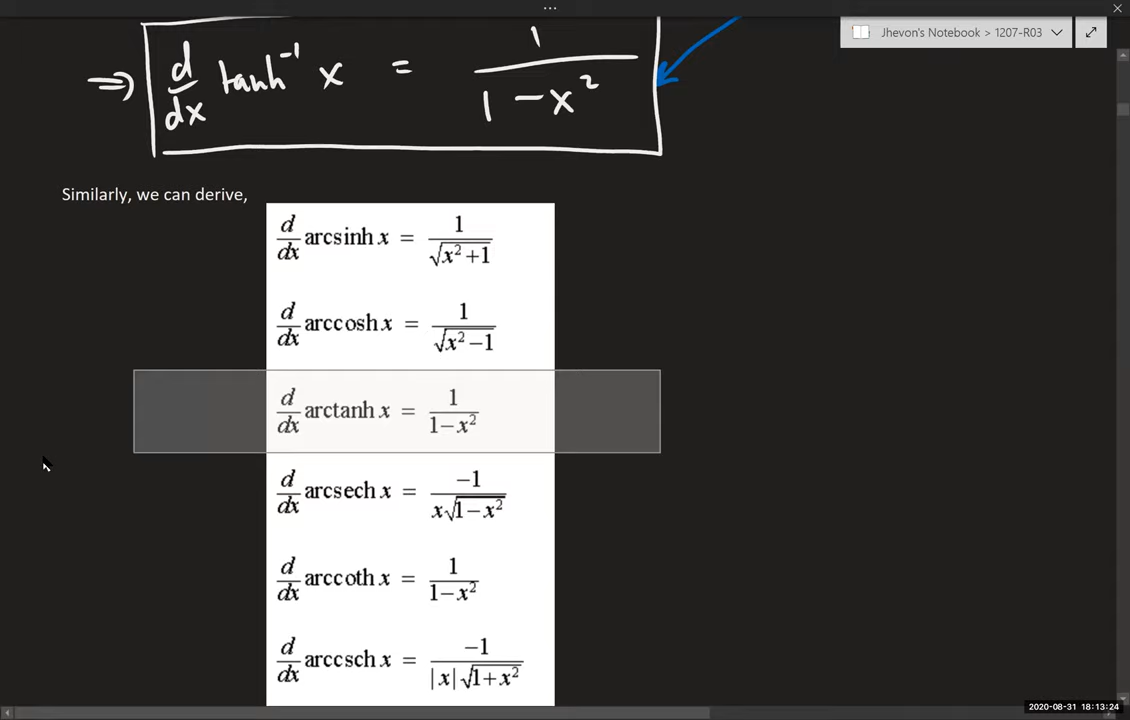 Jhevon's Notebook > 1207-R03
⇒ d/dx tanh⁻¹ x = 1/(1 − x²)
Similarly, we can derive,
d/dx arcsinh x = 1/√(x²+1)
d/dx arccosh x = 1/√(x²−1)
d/dx arctanh x = 1/(1−x²)
d/dx arcsech x = −1/(x√(1−x²))
d/dx arccoth x = 1/(1−x²)
d/dx arccsch x = −1/(|x|√(1+x²))
2020-08-31 18:13:24